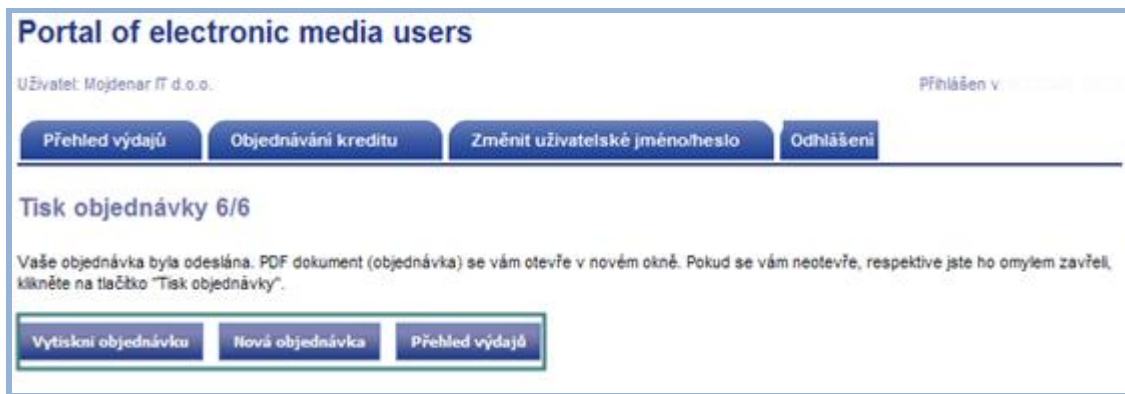 Portal of electronic media users
Uživatel: Mojdenar IT d.o.o. Přihlášen v
Přehled výdajů Objednávání kreditu Změnit uživatelské jméno/heslo Odhlášení
Tisk objednávky 6/6
Vaše objednávka byla odeslána. PDF dokument (objednávka) se vám otevře v novém okně. Pokud se vám neotevře, respektive jste ho omylem zavřeli,
klikněte na tlačítko "Tisk objednávky".
Vytiskni objednávku Nová objednávka Přehled výdajů